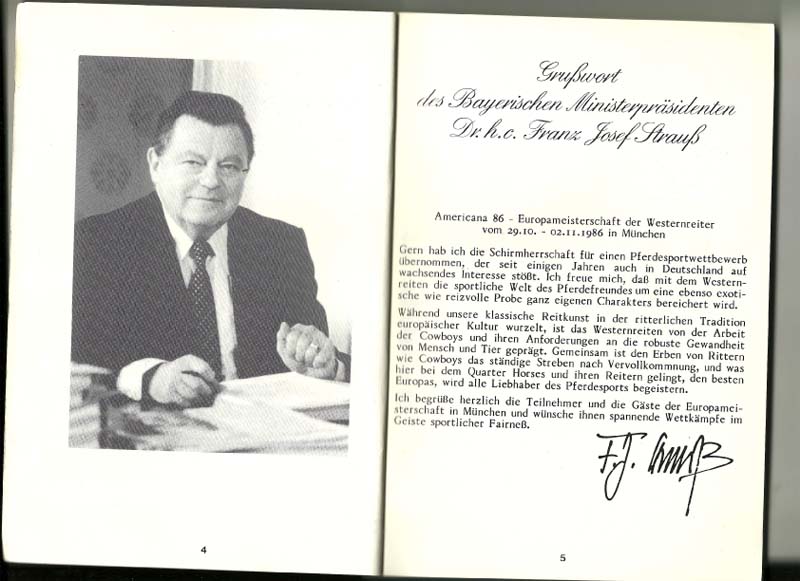 4
Grußwort
des Bayerischen Ministerpräsidenten
Dr. h. c. Franz Josef Strauß
Americana 86 - Europameisterschaft der Westernreiter
vom 29.10. - 02.11.1986 in München
Gern hab ich die Schirmherrschaft für einen Pferdesportwettbewerb
übernommen, der seit einigen Jahren auch in Deutschland auf
wachsendes Interesse stößt. Ich freue mich, daß mit dem Western-
reiten die sportliche Welt des Pferdefreundes um eine ebenso exoti-
sche wie reizvolle Probe ganz eigenen Charakters bereichert wird.
Während unsere klassische Reitkunst in der ritterlichen Tradition
europäischer Kultur wurzelt, ist das Westernreiten von der Arbeit
der Cowboys und ihren Anforderungen an die robuste Gewandheit
von Mensch und Tier geprägt. Gemeinsam ist den Erben von Rittern
wie Cowboys das ständige Streben nach Vervollkommnung, und was
hier bei dem Quarter Horses und ihren Reitern gelingt, den besten
Europas, wird alle Liebhaber des Pferdesports begeistern.
Ich begrüße herzlich die Teilnehmer und die Gäste der Europamei-
sterschaft in München und wünsche ihnen spannende Wettkämpfe im
Geiste sportlicher Fairneß.
F.J. Strauß
5